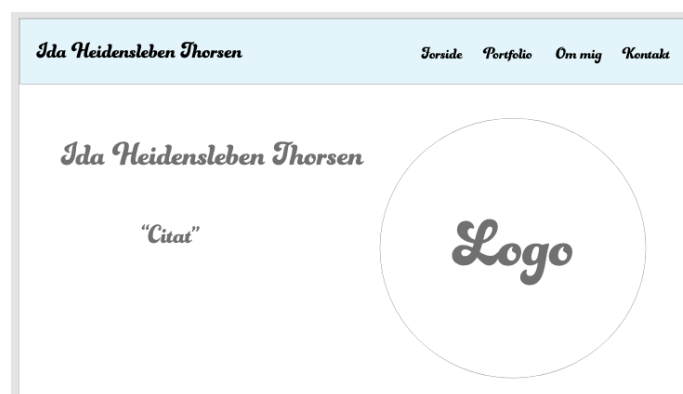 Ida Heidensleben Thorsen
Forside Portfolio Om mig Kontakt
Ida Heidensleben Thorsen
“Citat”
Logo